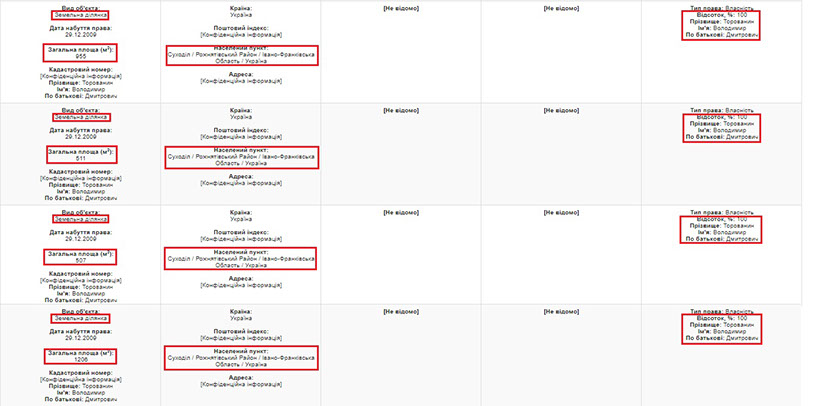 Вид об'єкта:
Земельна ділянка
Дата набуття права:
29.12.2009
Загальна площа (м²):
955
Кадастровий номер:
[Конфіденційна інформація]
Прізвище: Торованин
Ім'я: Володимир
По батькові: Дмитрович
Країна:
Україна
Поштовий індекс:
[Конфіденційна інформація]
Населений пункт:
Суходіл / Рожнятівський Район / Івано-Франківська
Область / Україна
Адреса:
[Конфіденційна інформація]
[Не відомо]
[Не відомо]
Тип права: Власність
Відсоток, %: 100
Прізвище: Торованин
Ім'я: Володимир
По батькові: Дмитрович
Вид об'єкта:
Земельна ділянка
Дата набуття права:
29.12.2009
Загальна площа (м²):
511
Кадастровий номер:
[Конфіденційна інформація]
Прізвище: Торованин
Ім'я: Володимир
По батькові: Дмитрович
Країна:
Україна
Поштовий індекс:
[Конфіденційна інформація]
Населений пункт:
Суходіл / Рожнятівський Район / Івано-Франківська
Область / Україна
Адреса:
[Конфіденційна інформація]
[Не відомо]
[Не відомо]
Тип права: Власність
Відсоток, %: 100
Прізвище: Торованин
Ім'я: Володимир
По батькові: Дмитрович
Вид об'єкта:
Земельна ділянка
Дата набуття права:
29.12.2009
Загальна площа (м²):
507
Кадастровий номер:
[Конфіденційна інформація]
Прізвище: Торованин
Ім'я: Володимир
По батькові: Дмитрович
Країна:
Україна
Поштовий індекс:
[Конфіденційна інформація]
Населений пункт:
Суходіл / Рожнятівський Район / Івано-Франківська
Область / Україна
Адреса:
[Конфіденційна інформація]
[Не відомо]
[Не відомо]
Тип права: Власність
Відсоток, %: 100
Прізвище: Торованин
Ім'я: Володимир
По батькові: Дмитрович
Вид об'єкта:
Земельна ділянка
Дата набуття права:
29.12.2009
Загальна площа (м²):
1206
Кадастровий номер:
[Конфіденційна інформація]
Прізвище: Торованин
Ім'я: Володимир
По батькові: Дмитрович
Країна:
Україна
Поштовий індекс:
[Конфіденційна інформація]
Населений пункт:
Суходіл / Рожнятівський Район / Івано-Франківська
Область / Україна
Адреса:
[Конфіденційна інформація]
[Не відомо]
[Не відомо]
Тип права: Власність
Відсоток, %: 100
Прізвище: Торованин
Ім'я: Володимир
По батькові: Дмитрович